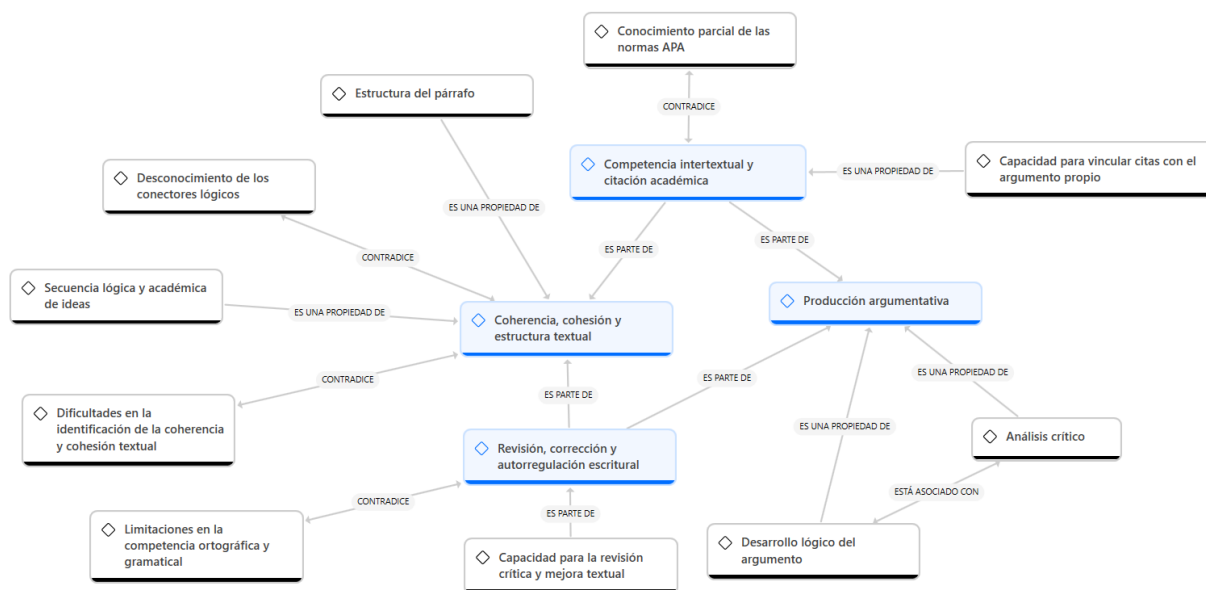 Conocimiento parcial de las
normas APA
Estructura del párrafo
CONTRADICE
Competencia intertextual y
citación académica
ES UNA PROPIEDAD DE
Capacidad para vincular citas con el
argumento propio
Desconocimiento de los
conectores lógicos
ES UNA PROPIEDAD DE
ES PARTE DE
ES PARTE DE
CONTRADICE
Secuencia lógica y académica
de ideas
ES UNA PROPIEDAD DE
Coherencia, cohesión y
estructura textual
Producción argumentativa
CONTRADICE
ES PARTE DE
ES PARTE DE
ES UNA PROPIEDAD DE
Dificultades en la
identificación de la coherencia
y cohesión textual
ES UNA PROPIEDAD DE
Análisis crítico
Revisión, corrección y
autorregulación escritural
CONTRADICE
ESTÁ ASOCIADO CON
ES PARTE DE
Limitaciones en la
competencia ortográfica y
gramatical
Capacidad para la revisión
crítica y mejora textual
Desarrollo lógico del
argumento